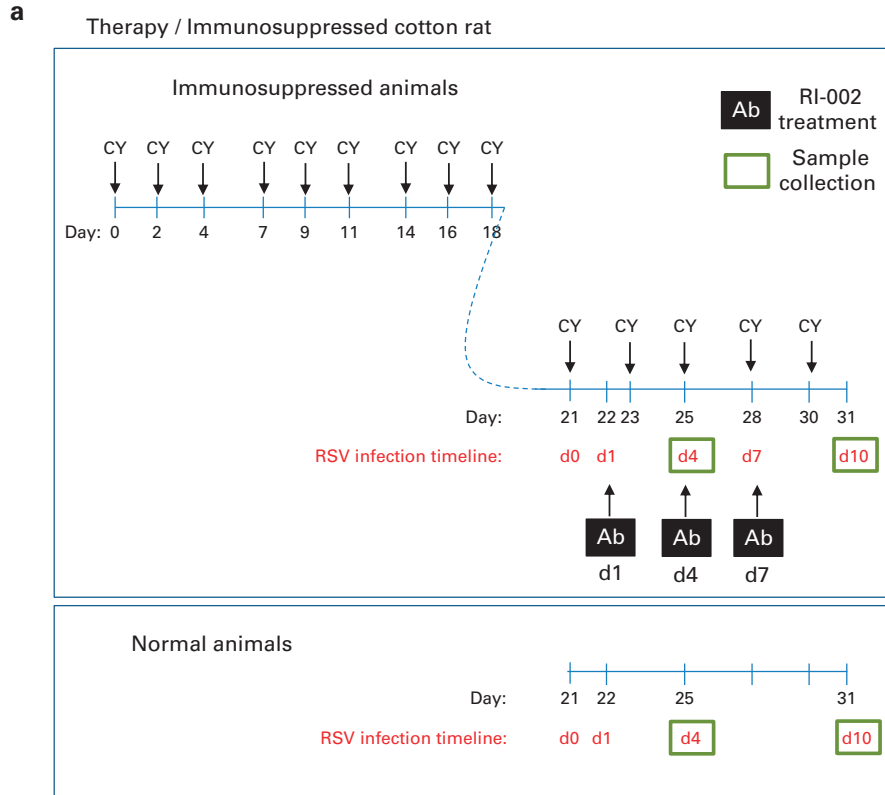 a
Therapy / Immunosuppressed cotton rat
Immunosuppressed animals
Ab RI-002 treatment
Sample collection
CY CY CY CY CY CY CY CY CY
Day: 0 2 4 7 9 11 14 16 18
CY CY CY CY CY
Day: 21 22 23 25 28 30 31
RSV infection timeline: d0 d1 d4 d7 d10
Ab Ab Ab
d1 d4 d7
Normal animals
Day: 21 22 25 31
RSV infection timeline: d0 d1 d4 d10